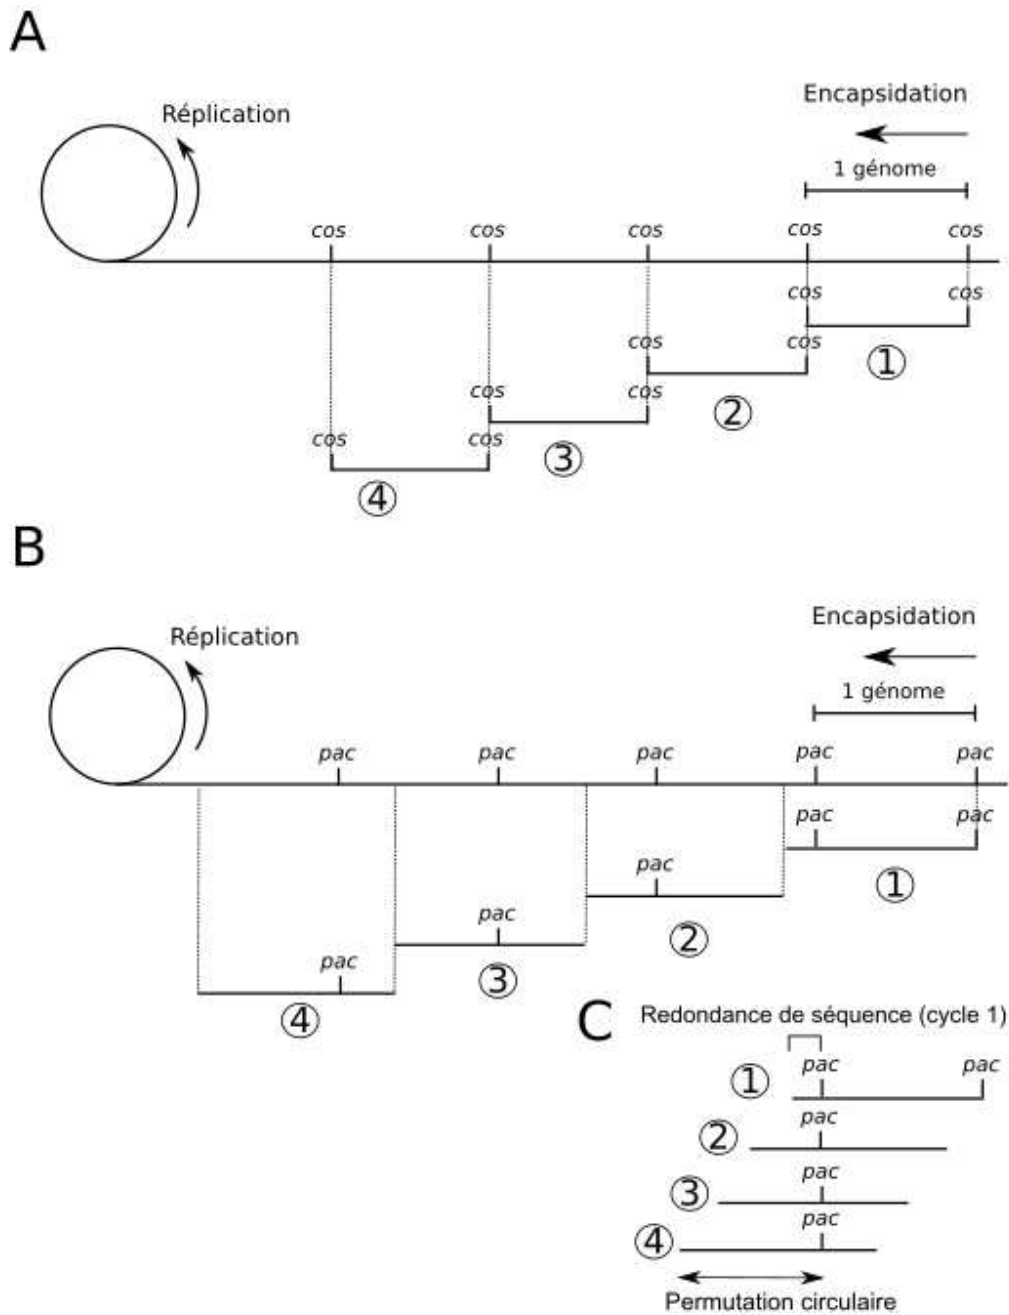 A
Réplication
Encapsidation
1 génome
cos cos cos cos cos
cos cos
cos cos
①
②
cos cos
③
cos cos
④
B
Réplication
Encapsidation
1 génome
pac pac pac pac pac
pac pac
①
pac
②
pac
③
pac
④
C
Redondance de séquence (cycle 1)
① pac pac
② pac
③ pac
④ pac
Permutation circulaire